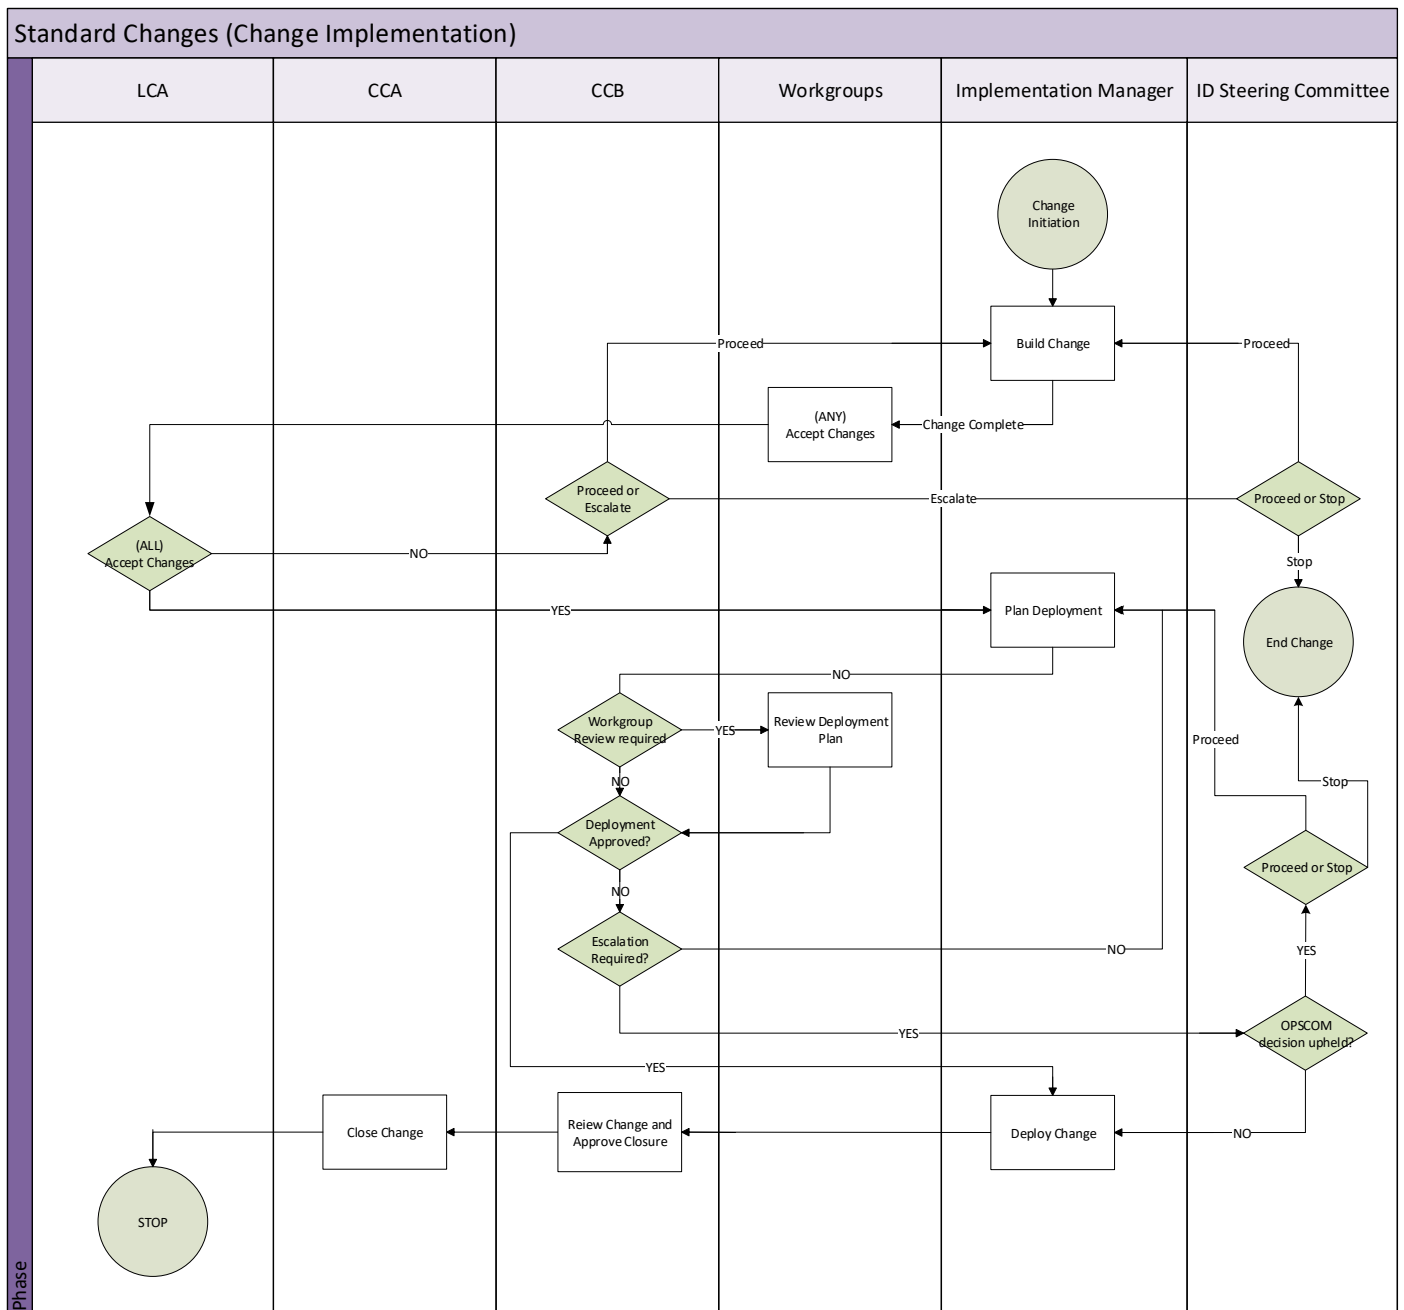 Standard Changes (Change Implementation)
LCA
CCA
CCB
Workgroups
Implementation Manager
ID Steering Committee
Change
Initiation
Build Change
Proceed
Proceed
(ANY)
Accept Changes
Change Complete
Proceed or
Escalate
Escalate
Proceed or Stop
(ALL)
Accept Changes
NO
Stop
YES
Plan Deployment
End Change
NO
Workgroup
Review required
YES
Review Deployment
Plan
Proceed
NO
Stop
Deployment
Approved?
Proceed or Stop
NO
Escalation
Required?
NO
YES
YES
OPSCOM
decision upheld?
YES
Close Change
Reiew Change and
Approve Closure
Deploy Change
NO
STOP
Phase